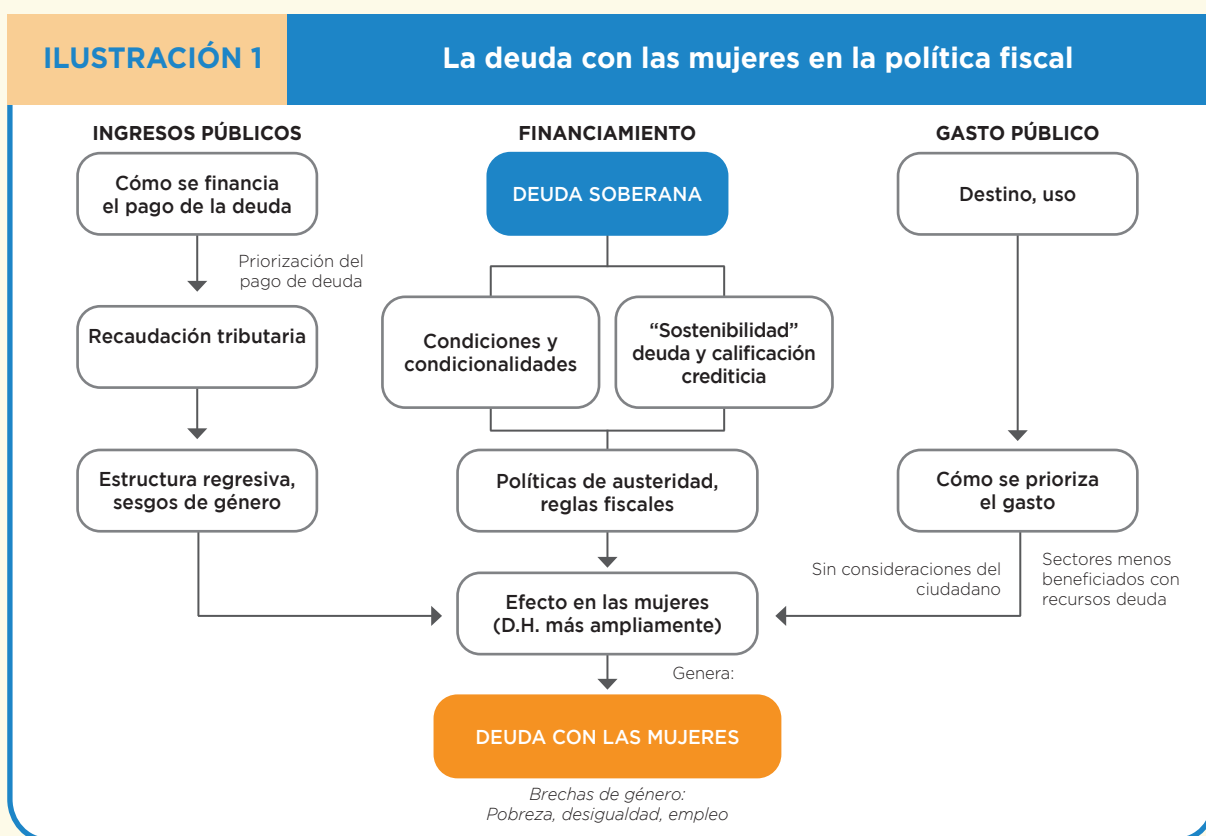 ILUSTRACIÓN 1
La deuda con las mujeres en la política fiscal
INGRESOS PÚBLICOS
Cómo se financia
el pago de la deuda
Priorización del
pago de deuda
Recaudación tributaria
Estructura regresiva,
sesgos de género
FINANCIAMIENTO
DEUDA SOBERANA
Condiciones y
condicionalidades
“Sostenibilidad”
deuda y calificación
crediticia
Políticas de austeridad,
reglas fiscales
GASTO PÚBLICO
Destino, uso
Cómo se prioriza
el gasto
Sin consideraciones del
ciudadano
Sectores menos
beneficiados con
recursos deuda
Efecto en las mujeres
(D.H. más ampliamente)
Genera:
DEUDA CON LAS MUJERES
Brechas de género:
Pobreza, desigualdad, empleo